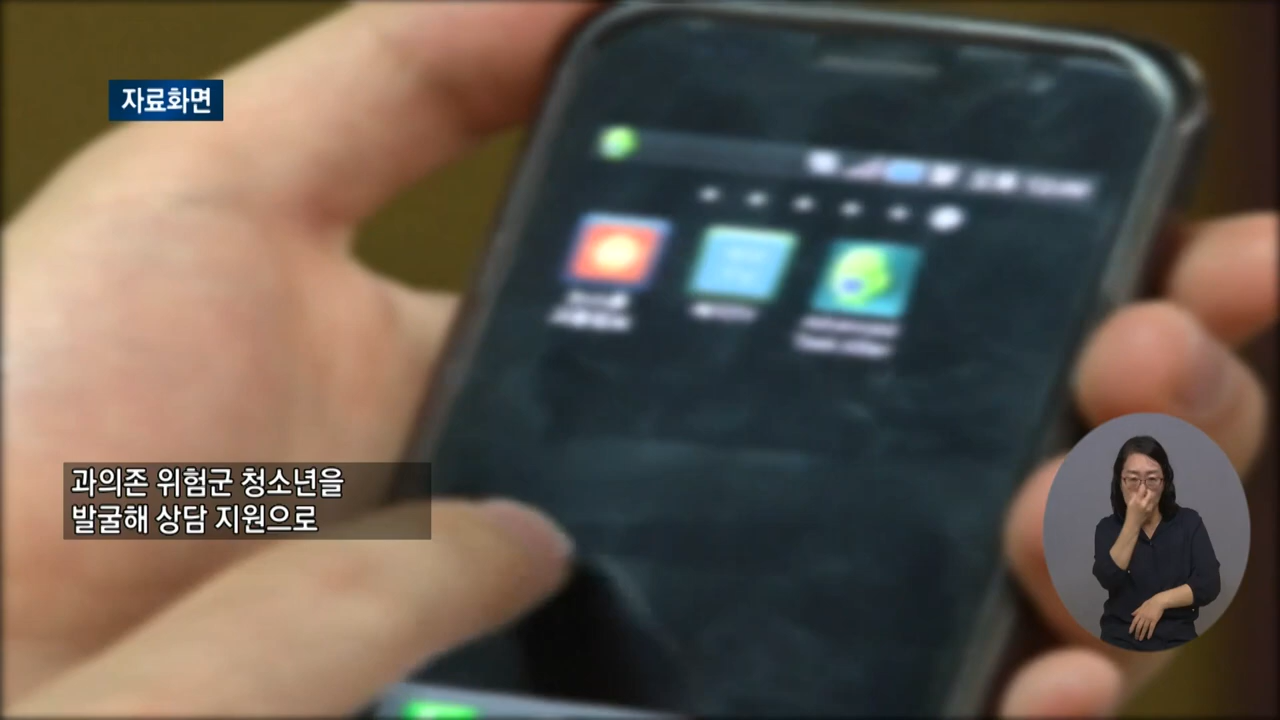 자료화면
과의존 위험군 청소년을
발굴해 상담 지원으로